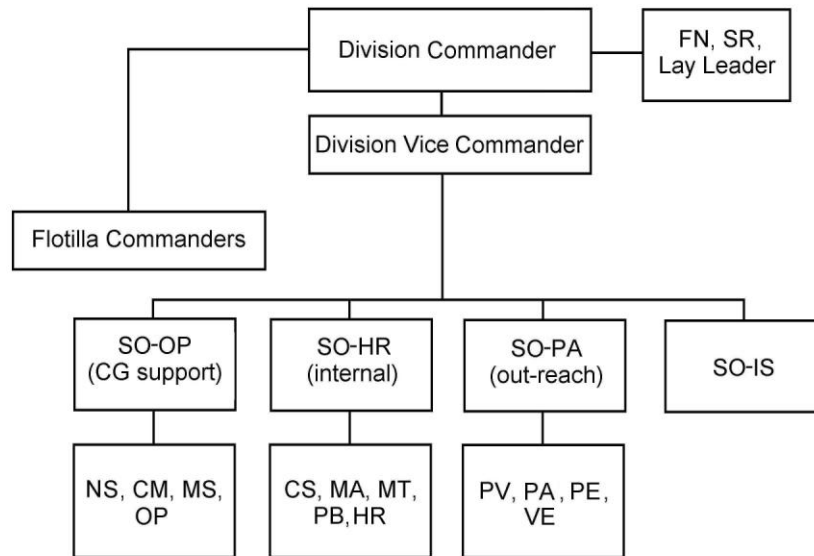 Division Commander
FN, SR,
Lay Leader
Division Vice Commander
Flotilla Commanders
SO-OP
(CG support)
SO-HR
(internal)
SO-PA
(out-reach)
SO-IS
NS, CM, MS,
OP
CS, MA, MT,
PB,HR
PV, PA, PE,
VE